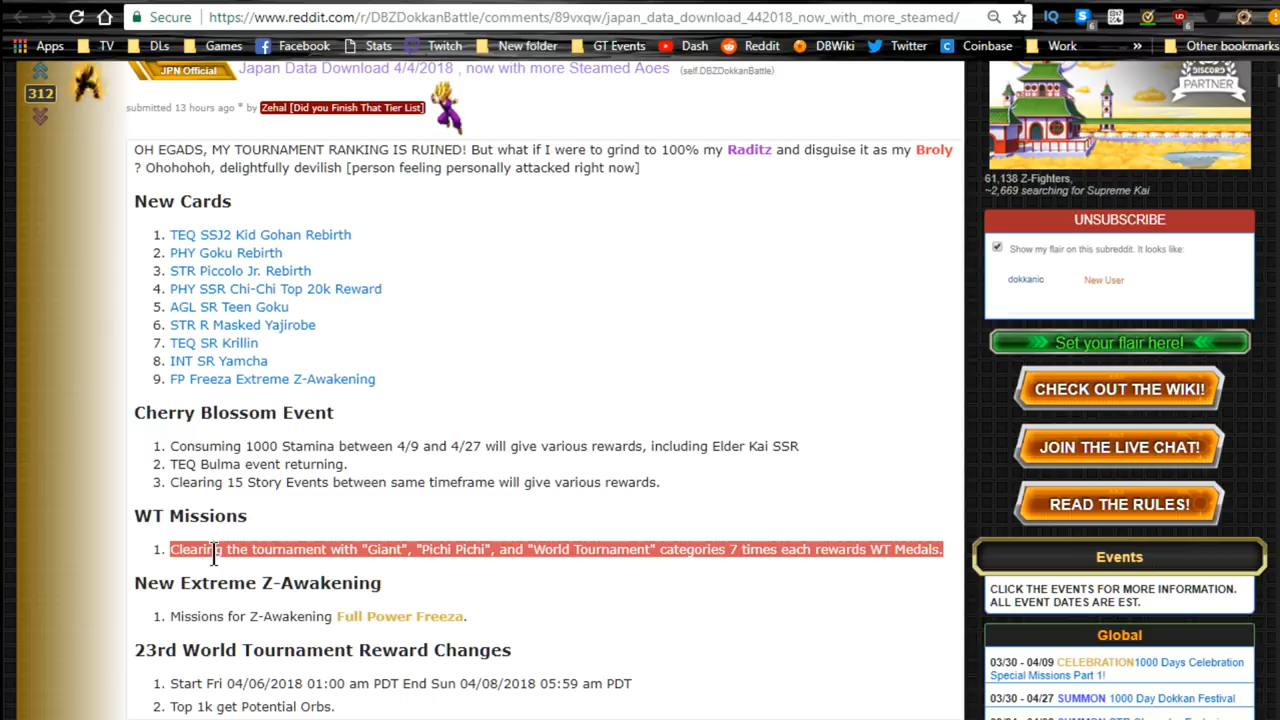 Secure
https://www.reddit.com/r/DBZDokkanBattle/comments/89vxqw/japan_data_download_442018_now_with_more_steamed/
Apps TV DLs Games Facebook Stats Twitch New folder GT Events Dash Reddit DBWiki Twitter Coinbase Work » Other bookmarks
312
JPN Official
Japan Data Download 4/4/2018 , now with more Steamed Aoes (self.DBZDokkanBattle)
submitted 13 hours ago * by Zehal [Did you Finish That Tier List]
OH EGADS, MY TOURNAMENT RANKING IS RUINED! But what if I were to grind to 100% my Raditz and disguise it as my Broly
? Ohohohoh, delightfully devilish [person feeling personally attacked right now]
New Cards
1. TEQ SSJ2 Kid Gohan Rebirth
2. PHY Goku Rebirth
3. STR Piccolo Jr. Rebirth
4. PHY SSR Chi-Chi Top 20k Reward
5. AGL SR Teen Goku
6. STR R Masked Yajirobe
7. TEQ SR Krillin
8. INT SR Yamcha
9. FP Freeza Extreme Z-Awakening
Cherry Blossom Event
1. Consuming 1000 Stamina between 4/9 and 4/27 will give various rewards, including Elder Kai SSR
2. TEQ Bulma event returning.
3. Clearing 15 Story Events between same timeframe will give various rewards.
WT Missions
1. Clearing the tournament with "Giant", "Pichi Pichi", and "World Tournament" categories 7 times each rewards WT Medals.
New Extreme Z-Awakening
1. Missions for Z-Awakening Full Power Freeza.
23rd World Tournament Reward Changes
1. Start Fri 04/06/2018 01:00 am PDT End Sun 04/08/2018 05:59 am PDT
2. Top 1k get Potential Orbs.
DISCORD
PARTNER
61,138 Z-Fighters,
~2,669 searching for Supreme Kai
UNSUBSCRIBE
Show my flair on this subreddit. It looks like:
dokkanic New User
Set your flair here!
CHECK OUT THE WIKI!
JOIN THE LIVE CHAT!
READ THE RULES!
Events
CLICK THE EVENTS FOR MORE INFORMATION.
ALL EVENT DATES ARE EST.
Global
03/30 - 04/09 CELEBRATION1000 Days Celebration
Special Missions Part 1!
03/30 - 04/27 SUMMON 1000 Day Dokkan Festival